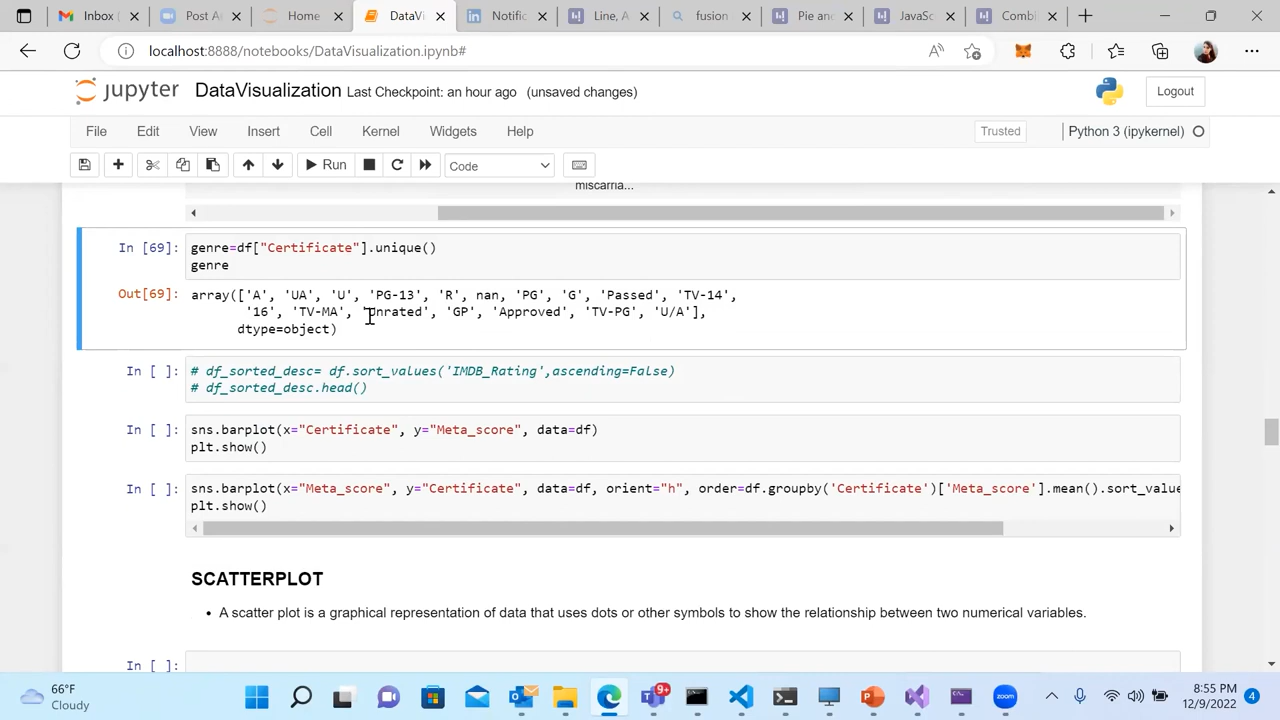 Inbox
Post A
Home
DataVi
Notific
Line, A
fusion
Pie an
JavaSc
Combi
localhost:8888/notebooks/DataVisualization.ipynb#
jupyter DataVisualization Last Checkpoint: an hour ago (unsaved changes)
Logout
File Edit View Insert Cell Kernel Widgets Help
Trusted
Python 3 (ipykernel)
Run
Code
miscarria...
In [69]: genre=df["Certificate"].unique()
genre
Out[69]: array(['A', 'UA', 'U', 'PG-13', 'R', nan, 'PG', 'G', 'Passed', 'TV-14',
'16', 'TV-MA', 'Unrated', 'GP', 'Approved', 'TV-PG', 'U/A'],
dtype=object)
In [ ]: # df_sorted_desc= df.sort_values('IMDB_Rating',ascending=False)
# df_sorted_desc.head()
In [ ]: sns.barplot(x="Certificate", y="Meta_score", data=df)
plt.show()
In [ ]: sns.barplot(x="Meta_score", y="Certificate", data=df, orient="h", order=df.groupby('Certificate')['Meta_score'].mean().sort_value
plt.show()
SCATTERPLOT
• A scatter plot is a graphical representation of data that uses dots or other symbols to show the relationship between two numerical variables.
In [ ]:
66°F
Cloudy
9+
zoom
8:55 PM
12/9/2022
4